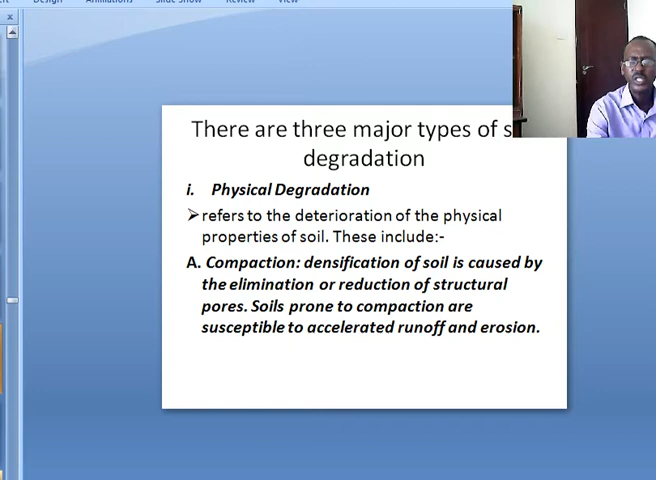 Design Animations Slide Show Review View
There are three major types of s
degradation
i. Physical Degradation
➢ refers to the deterioration of the physical
properties of soil. These include:-
A. Compaction: densification of soil is caused by
the elimination or reduction of structural
pores. Soils prone to compaction are
susceptible to accelerated runoff and erosion.